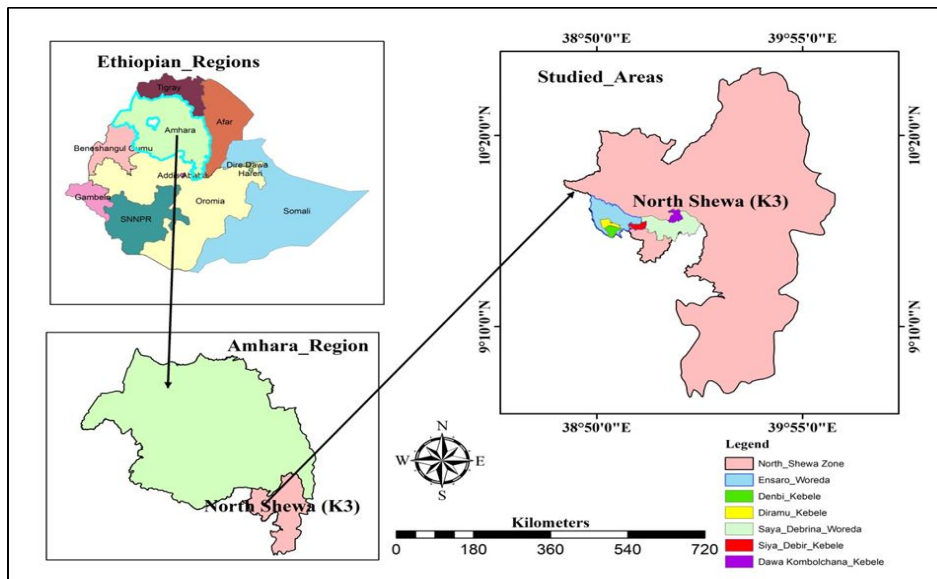 Ethiopian_Regions
Tigray
Afar
Amhara
Beneshangul Gumu
Dire Dawa
Hareri
Gambela
Oromia
SNNPR
Somali
Amhara_Region
North Shewa (K3)
38°50'0"E 39°55'0"E
Studied_Areas
10°20'0"N 10°20'0"N
North Shewa (K3)
9°10'0"N 9°10'0"N
38°50'0"E 39°55'0"E
N
W E
S
Kilometers
0 90 180 360 540 720
Legend
North_Shewa Zone
Ensaro_Woreda
Denbi_Kebele
Diramu_Kebele
Saya_Debrina_Woreda
Siya_Debir_Kebele
Dawa Kombolchana_Kebele